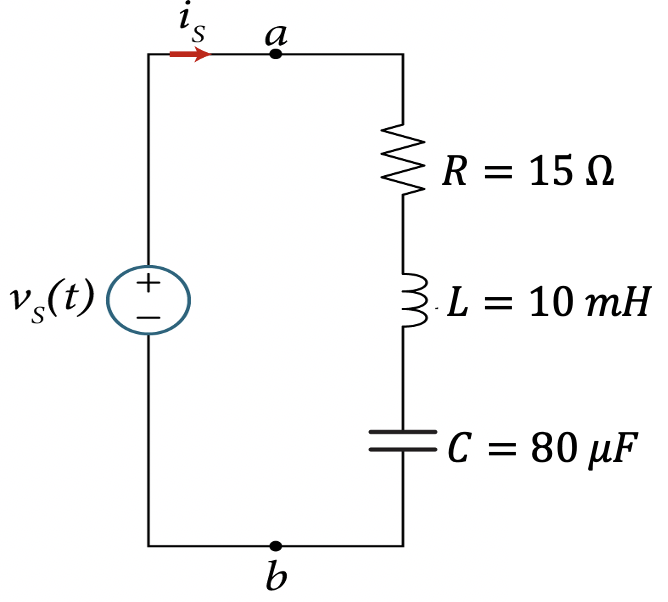 i_S
a
R = 15 Ω
v_S(t)
+
−
L = 10 mH
C = 80 μF
b